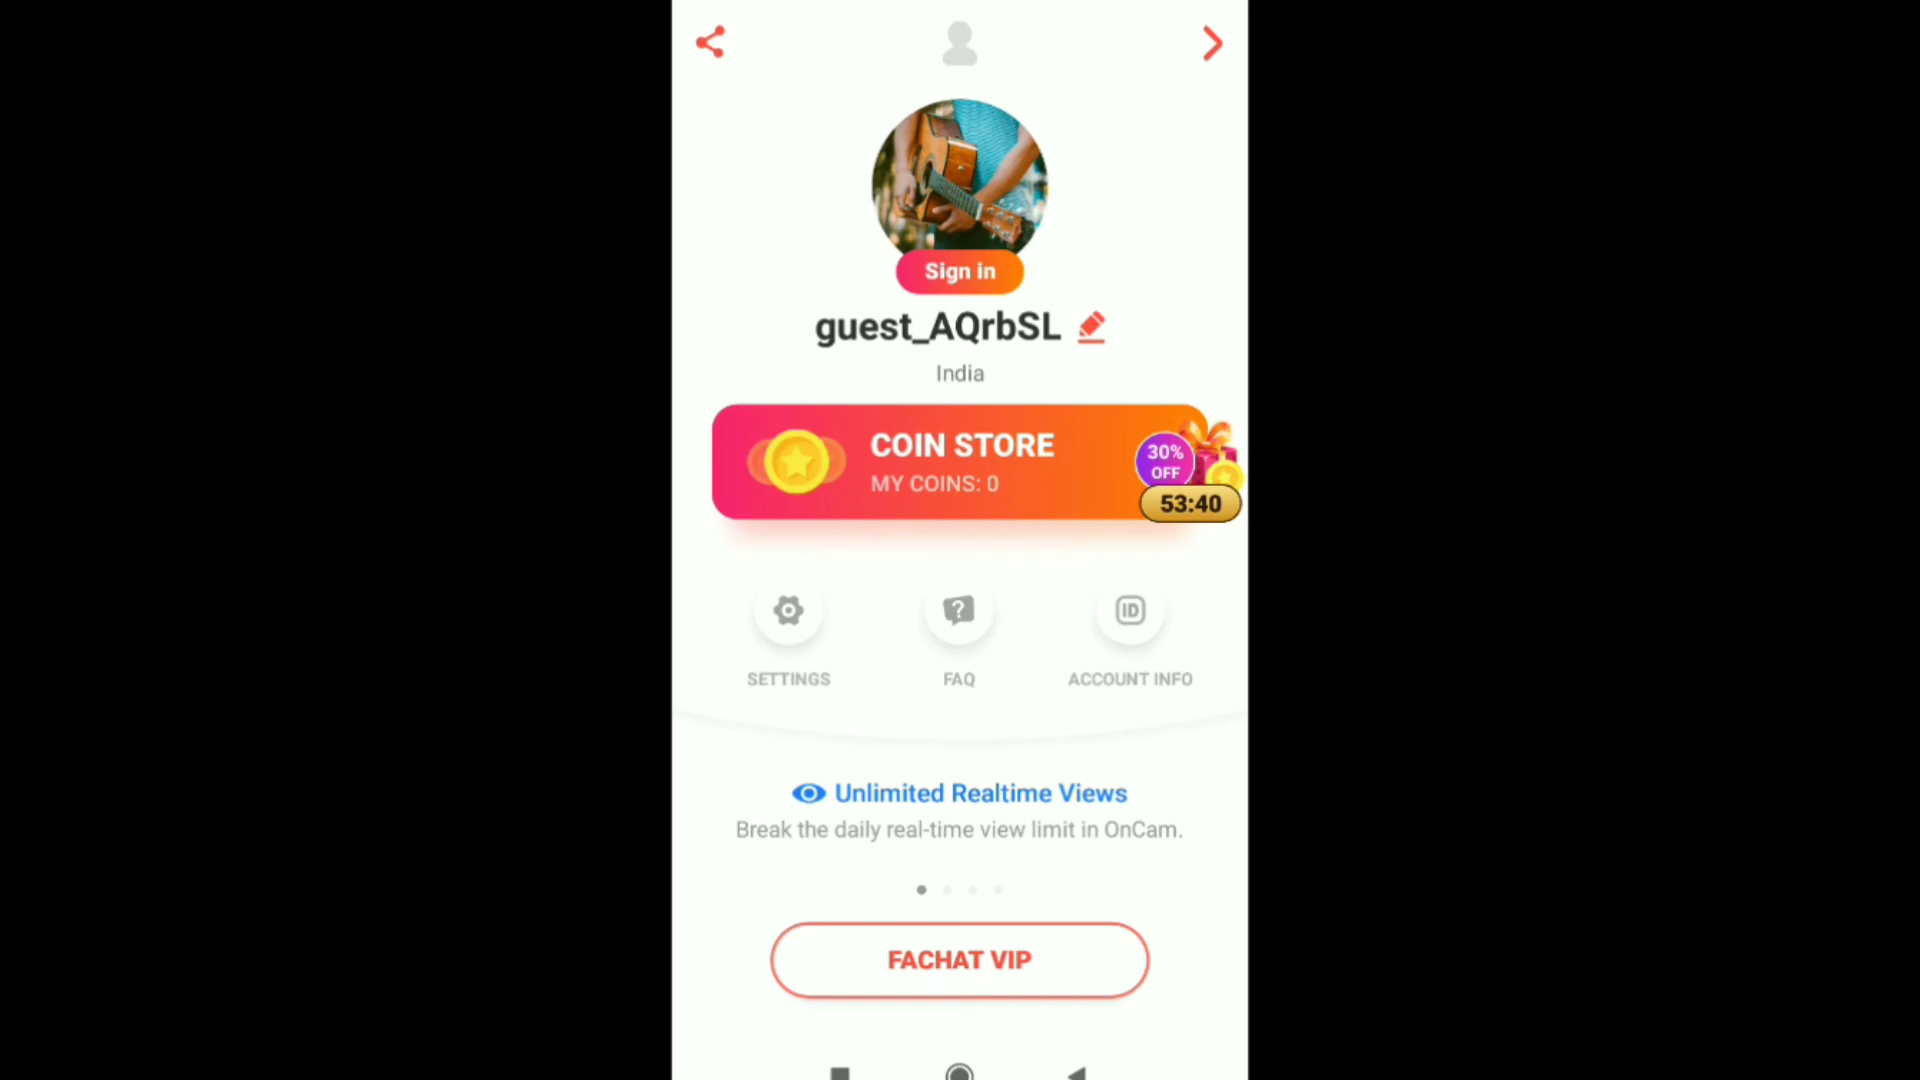 Sign in
guest_AQrbSL
India
COIN STORE
MY COINS: 0
30%
OFF
53:40
ID
SETTINGS
FAQ
ACCOUNT INFO
Unlimited Realtime Views
Break the daily real-time view limit in OnCam.
FACHAT VIP